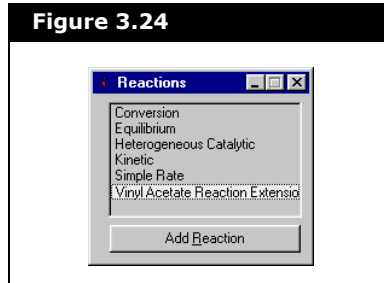 Figure 3.24
Reactions
Conversion
Equilibrium
Heterogeneous Catalytic
Kinetic
Simple Rate
Vinyl Acetate Reaction Extensio
Add Reaction